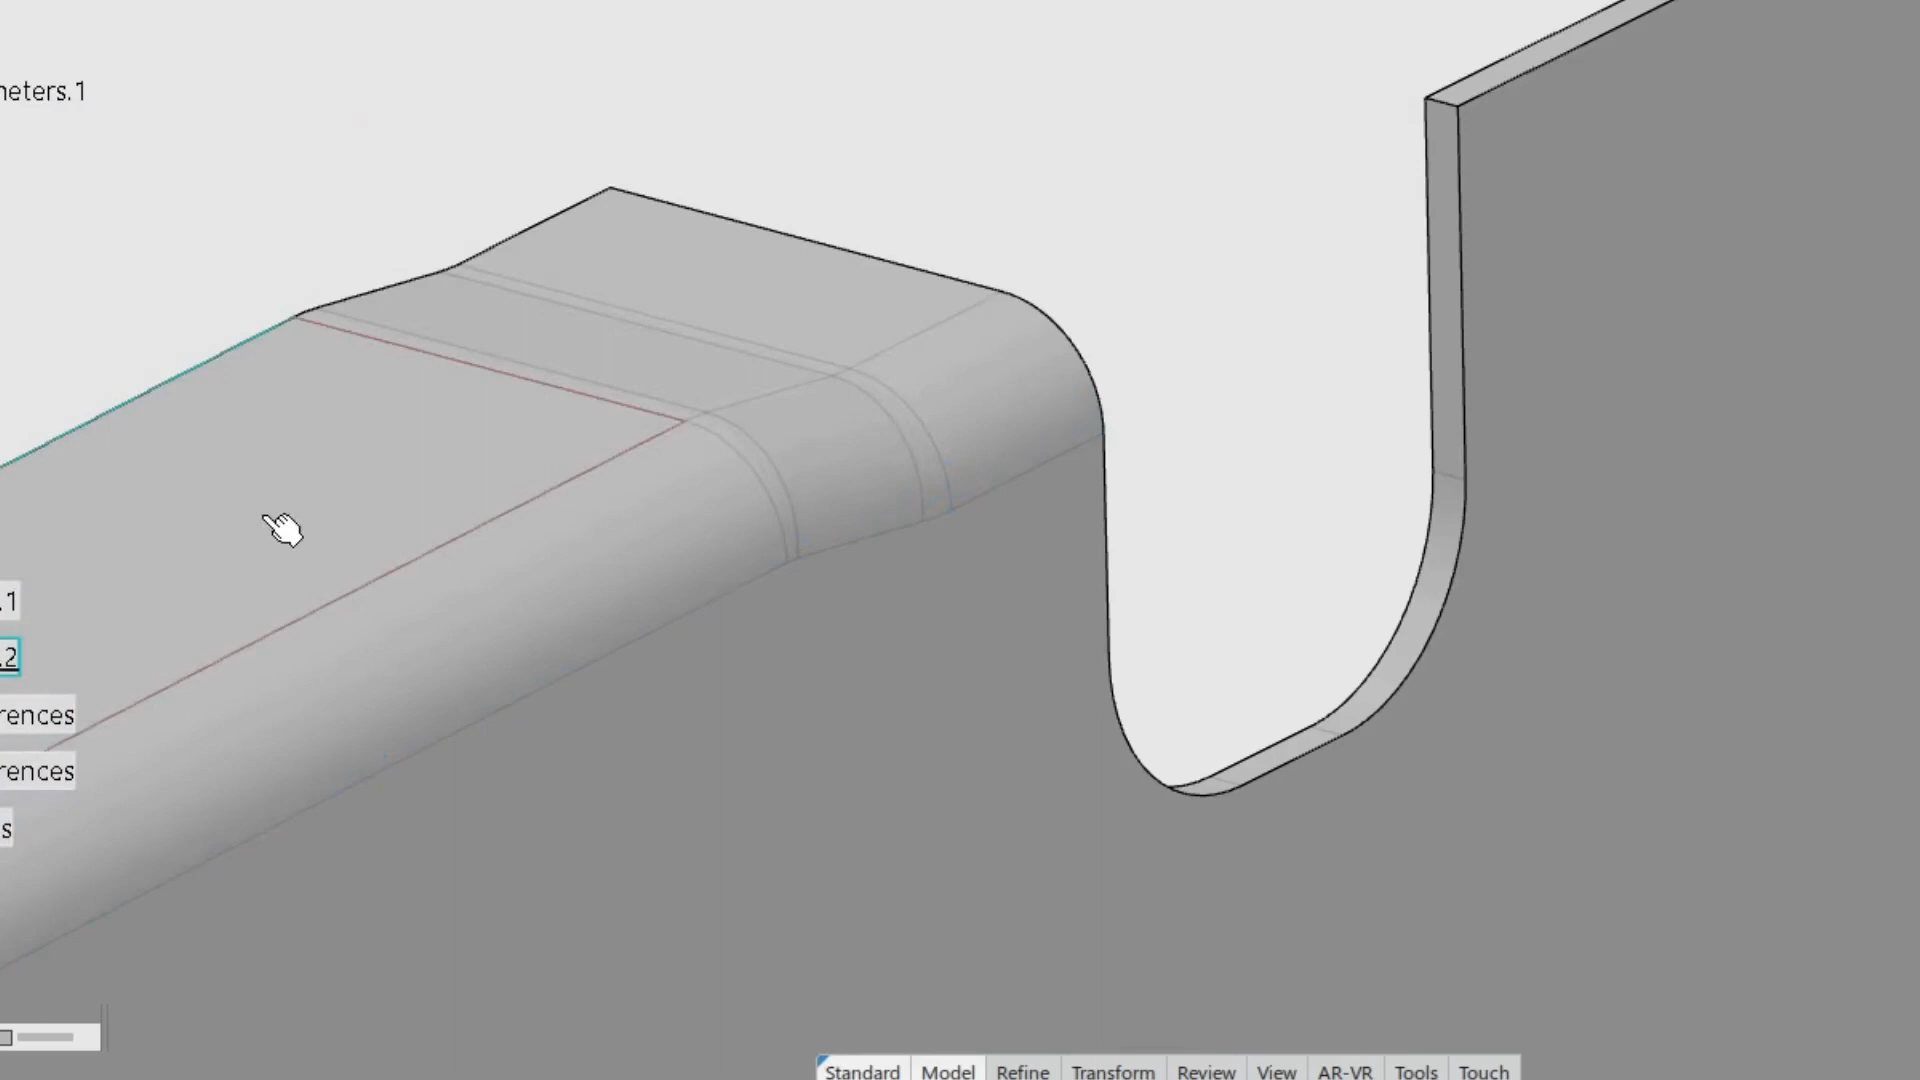 neters.1
.1
.2
rences
rences
s
Standard Model Refine Transform Review View AR-VR Tools Touch